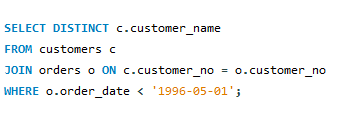 SELECT DISTINCT c.customer_name
FROM customers c
JOIN orders o ON c.customer_no = o.customer_no
WHERE o.order_date < '1996-05-01';